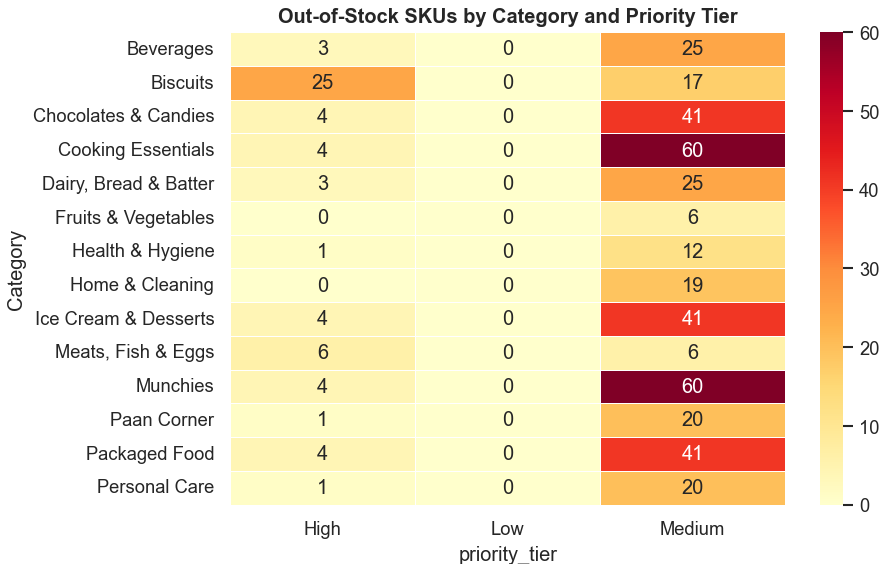 Out-of-Stock SKUs by Category and Priority Tier
Category
Beverages 3 0 25
Biscuits 25 0 17
Chocolates & Candies 4 0 41
Cooking Essentials 4 0 60
Dairy, Bread & Batter 3 0 25
Fruits & Vegetables 0 0 6
Health & Hygiene 1 0 12
Home & Cleaning 0 0 19
Ice Cream & Desserts 4 0 41
Meats, Fish & Eggs 6 0 6
Munchies 4 0 60
Paan Corner 1 0 20
Packaged Food 4 0 41
Personal Care 1 0 20
High Low Medium
priority_tier
60
50
40
30
20
10
0